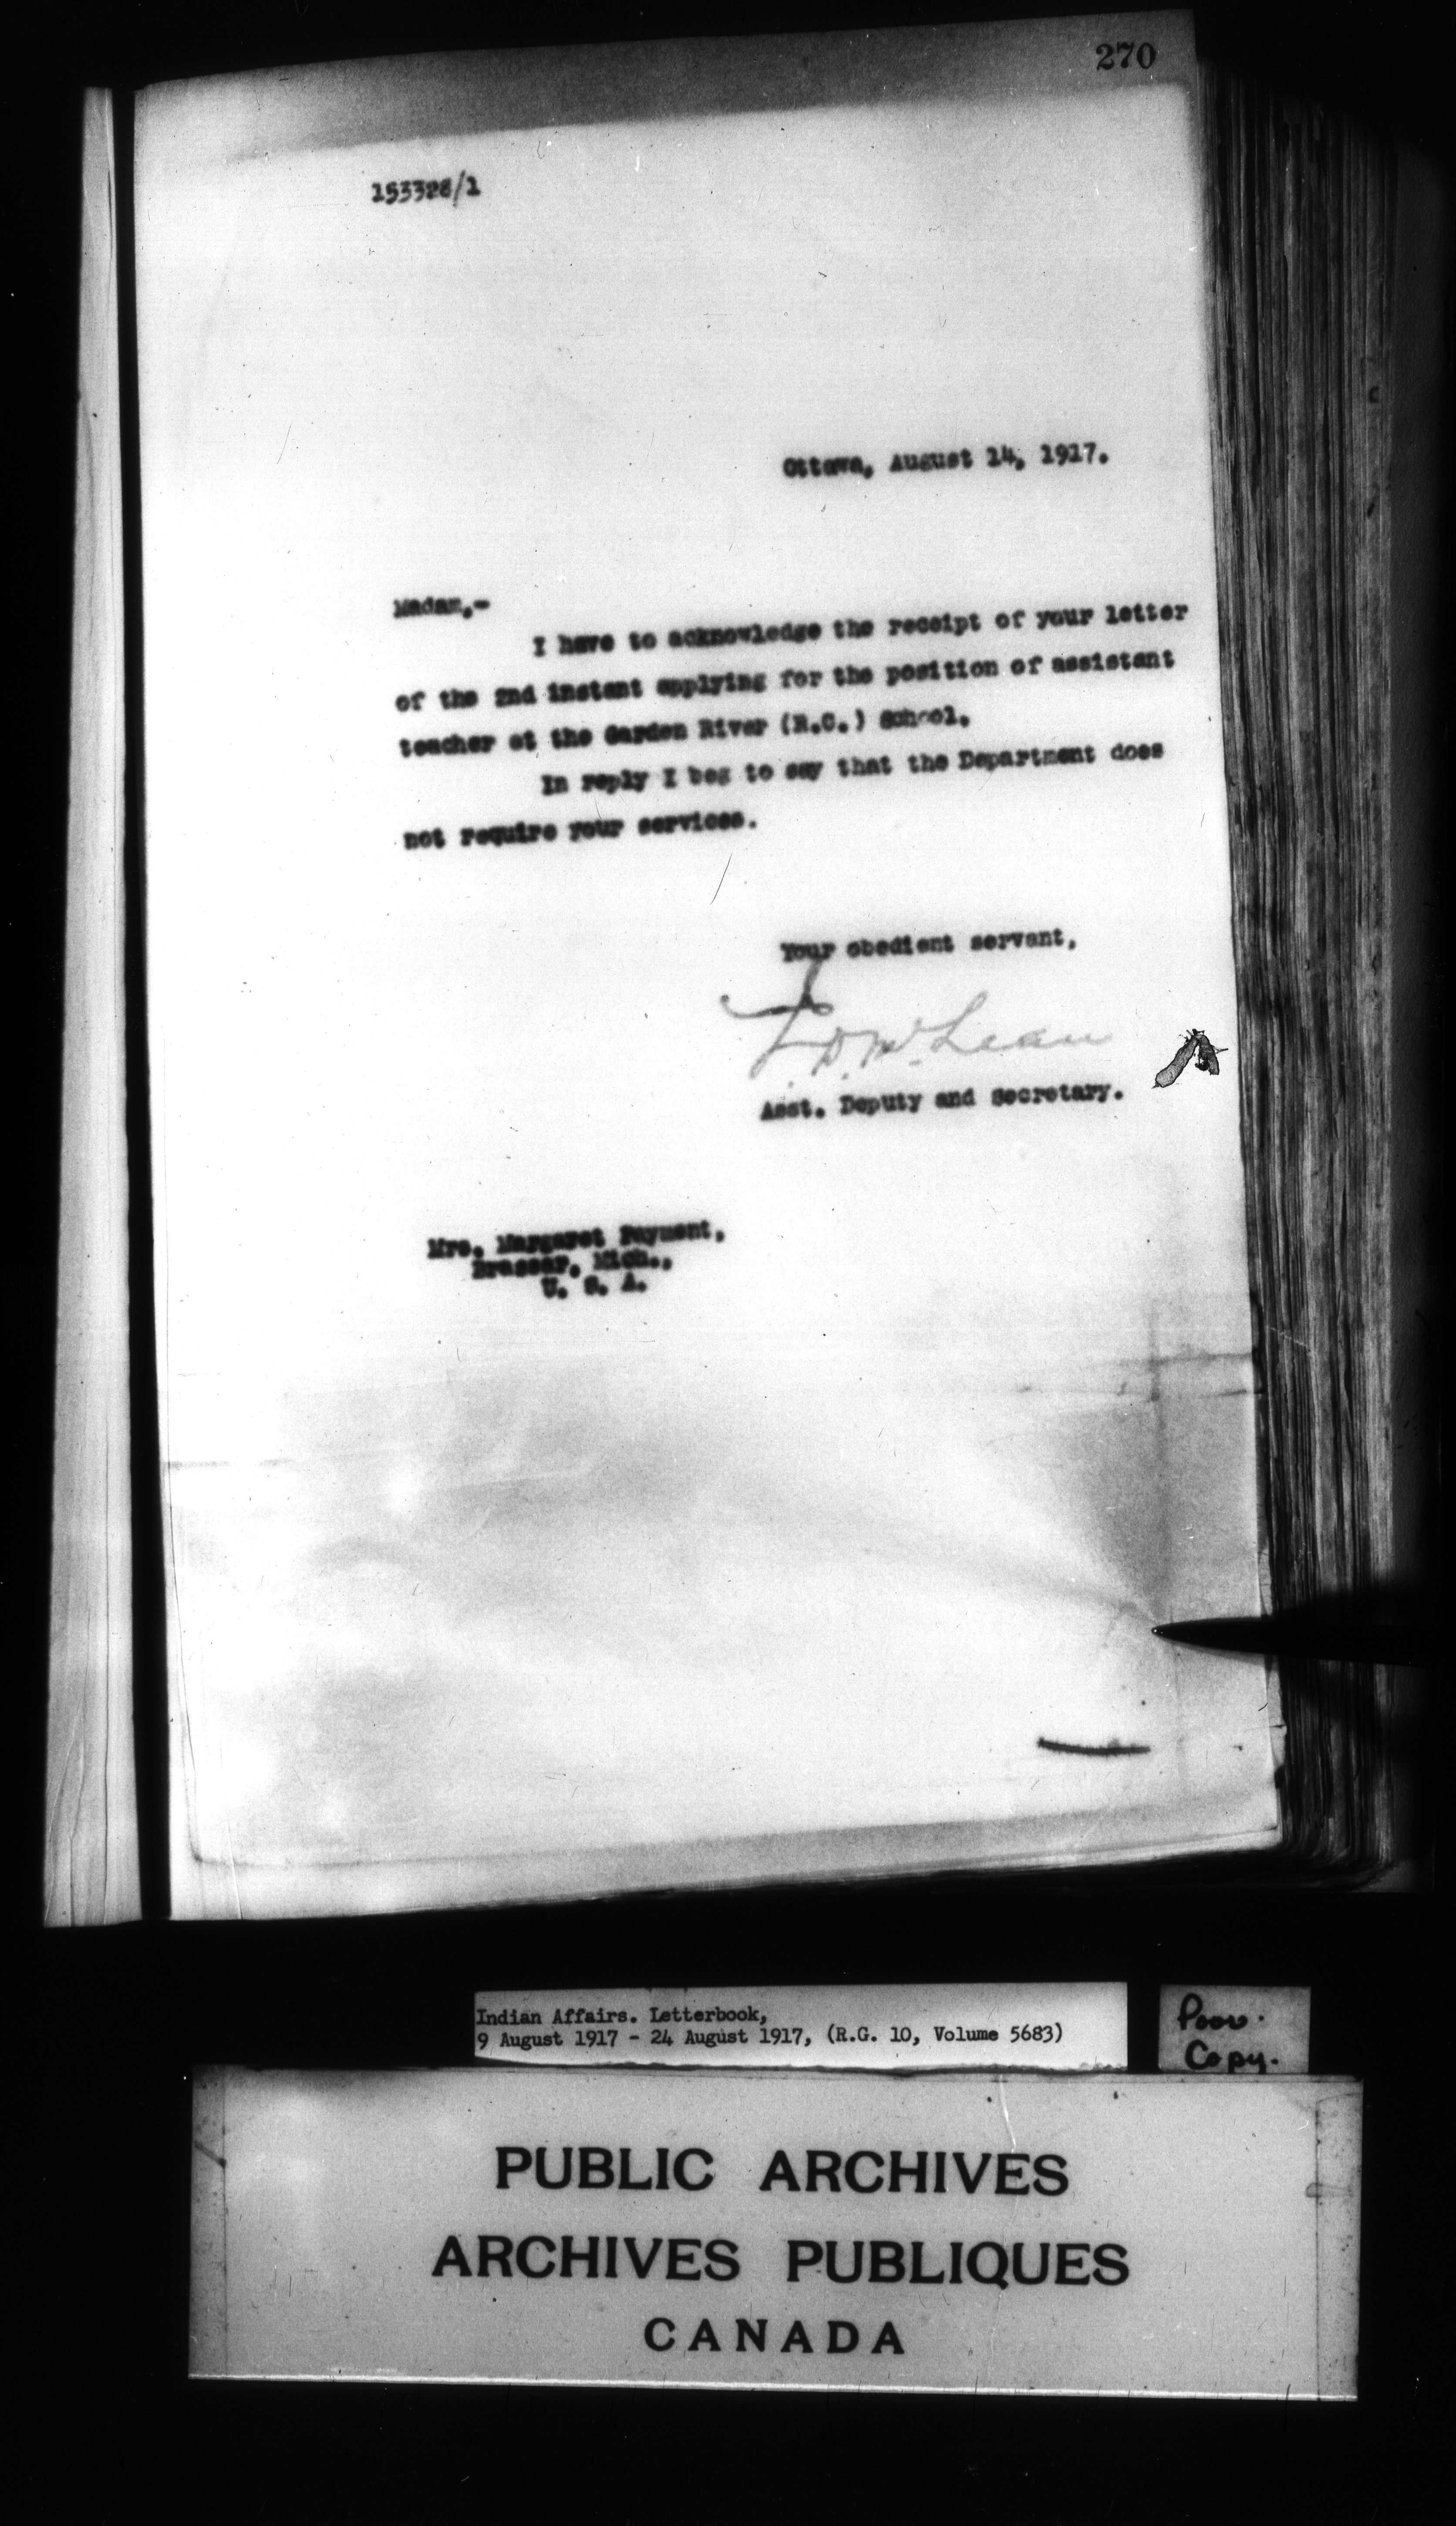 270
153328/1
Ottawa, August 14, 1917.
Madam,-
I have to acknowledge the receipt of your letter
of the 2nd instant applying for the position of assistant
teacher at the Garden River (R.C.) School.
In reply I beg to say that the Department does
not require your services.
Your obedient servant,
J. D. McLean
Asst. Deputy and Secretary.
Mrs. Margaret Payment,
Brassar, Mich.,
U. S. A.
Indian Affairs. Letterbook,
9 August 1917 - 24 August 1917, (R.G. 10, Volume 5683)
Poor.
Copy.
PUBLIC ARCHIVES
ARCHIVES PUBLIQUES
CANADA